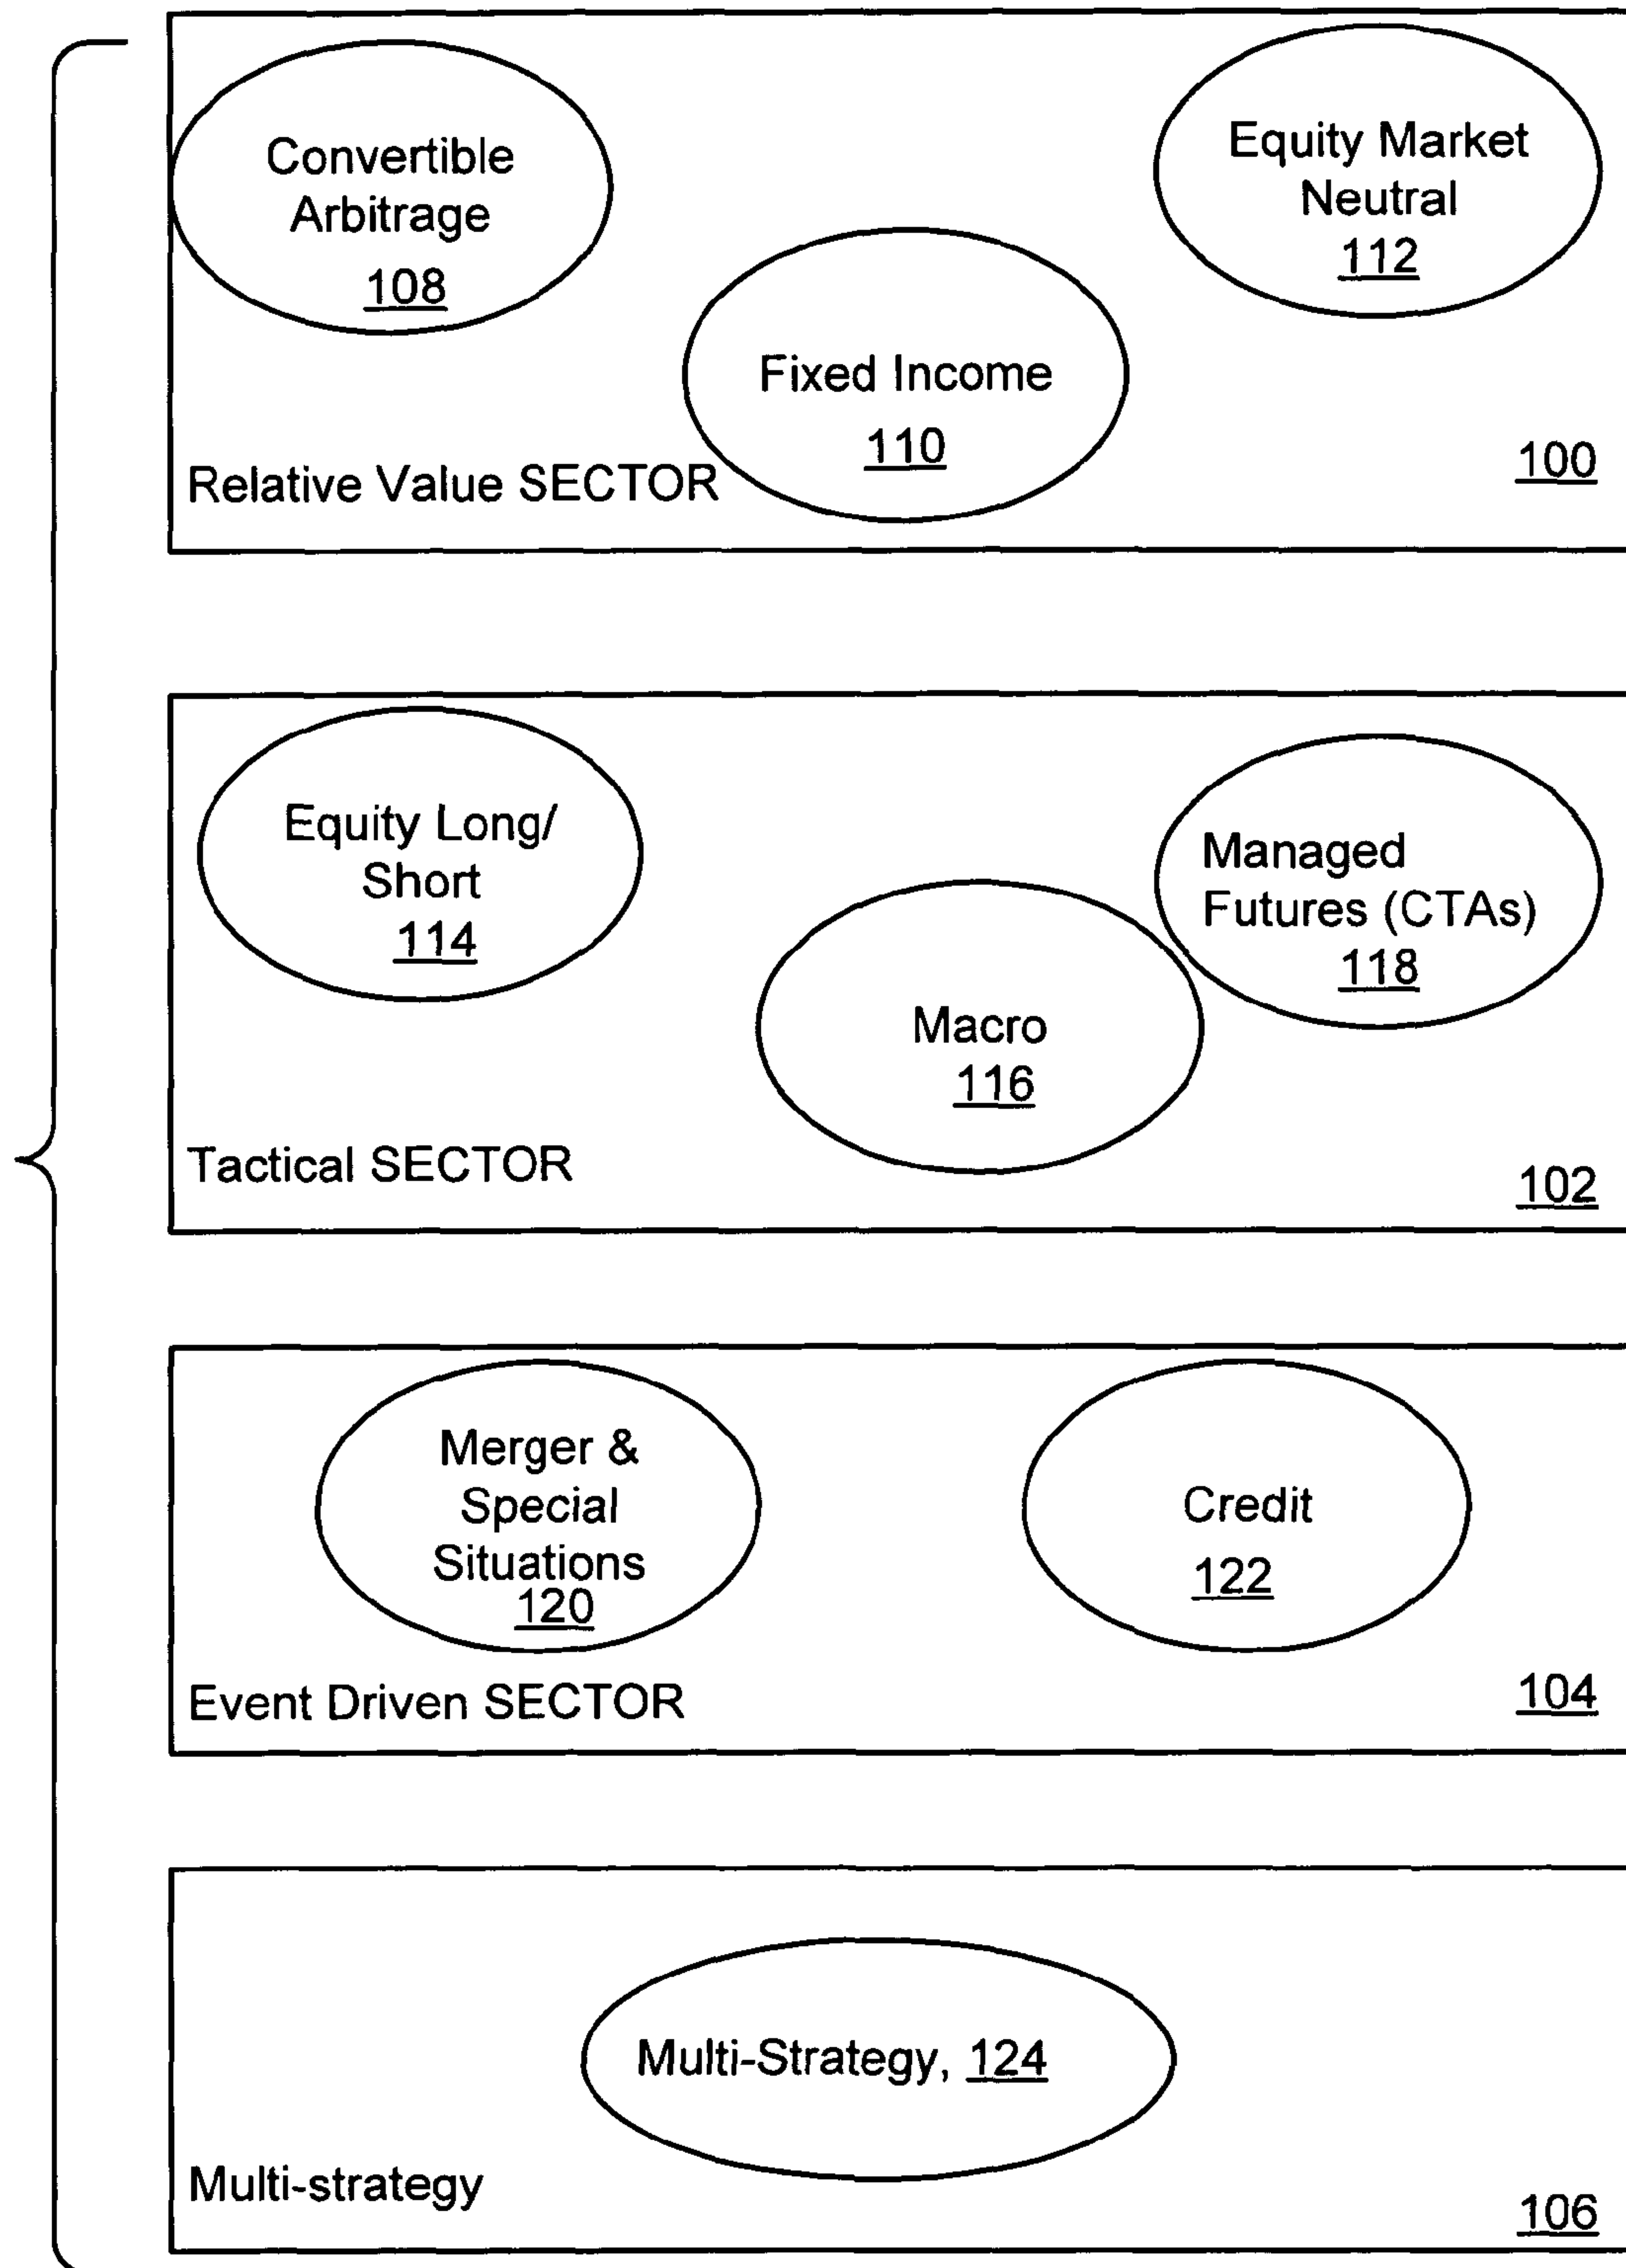 Convertible
Arbitrage
108
Equity Market
Neutral
112
Fixed Income
110
Relative Value SECTOR
100
Equity Long/
Short
114
Managed
Futures (CTAs)
118
Macro
116
Tactical SECTOR
102
Merger &
Special
Situations
120
Credit
122
Event Driven SECTOR
104
Multi-Strategy, 124
Multi-strategy
106